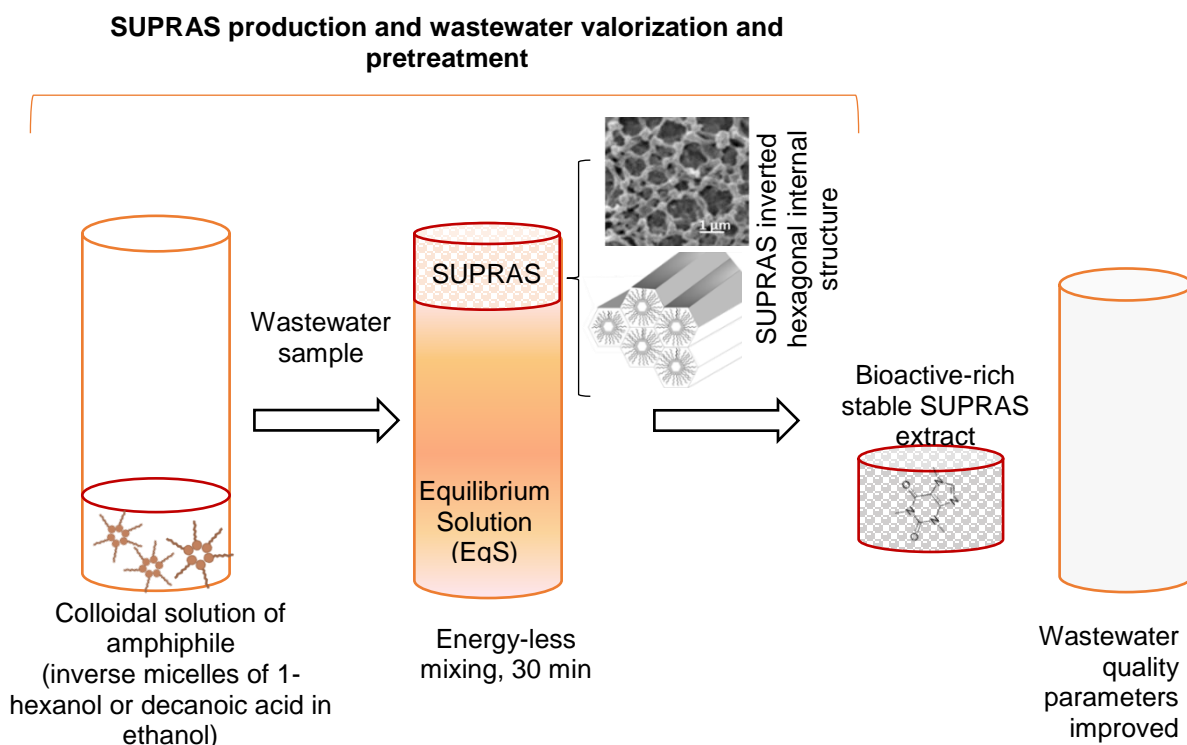 SUPRAS production and wastewater valorization and
pretreatment
1 µm
SUPRAS inverted
hexagonal internal
structure
SUPRAS
Wastewater
sample
Equilibrium
Solution
(EqS)
Bioactive-rich
stable SUPRAS
extract
N
N
N
N
O
O
Colloidal solution of
amphiphile
(inverse micelles of 1-
hexanol or decanoic acid in
ethanol)
Energy-less
mixing, 30 min
Wastewater
quality
parameters
improved